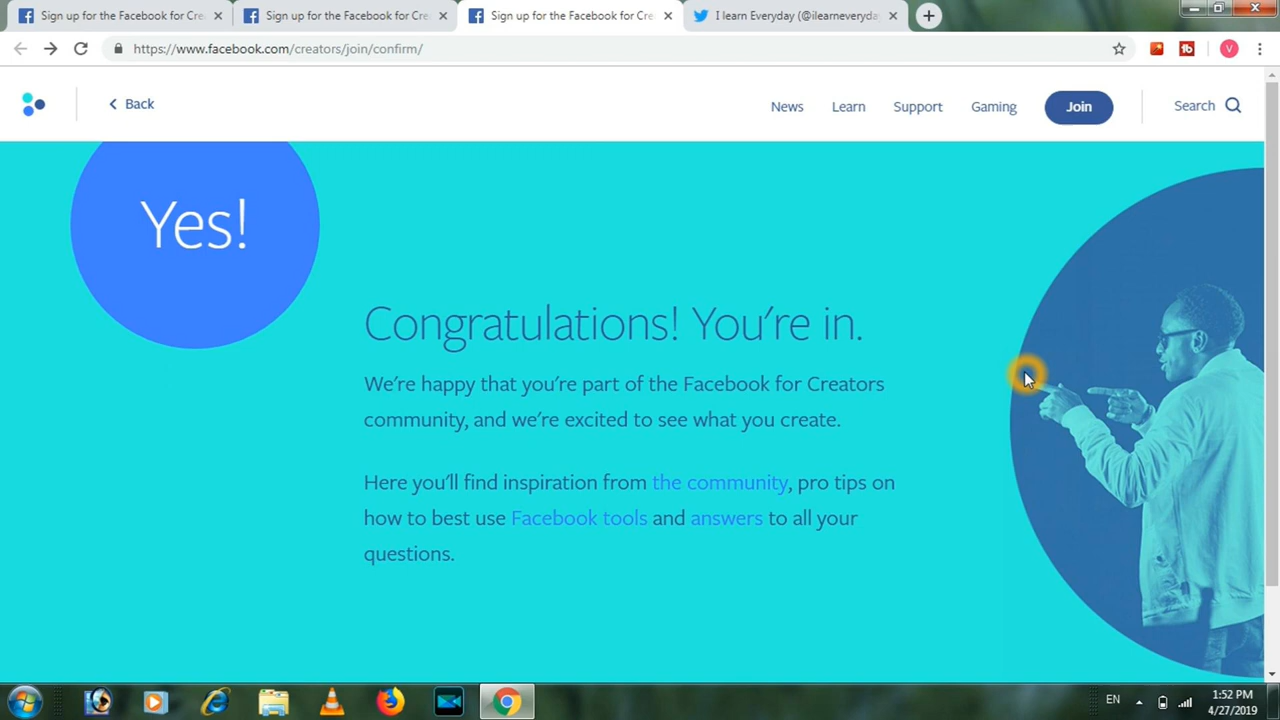 Sign up for the Facebook for Cre
Sign up for the Facebook for Cre
Sign up for the Facebook for Cre
I learn Everyday (@ilearneveryda
https://www.facebook.com/creators/join/confirm/
V
Back
News
Learn
Support
Gaming
Join
Search
Yes!
Congratulations! You're in.
We're happy that you're part of the Facebook for Creators
community, and we're excited to see what you create.
Here you'll find inspiration from the community, pro tips on
how to best use Facebook tools and answers to all your
questions.
EN
1:52 PM
4/27/2019